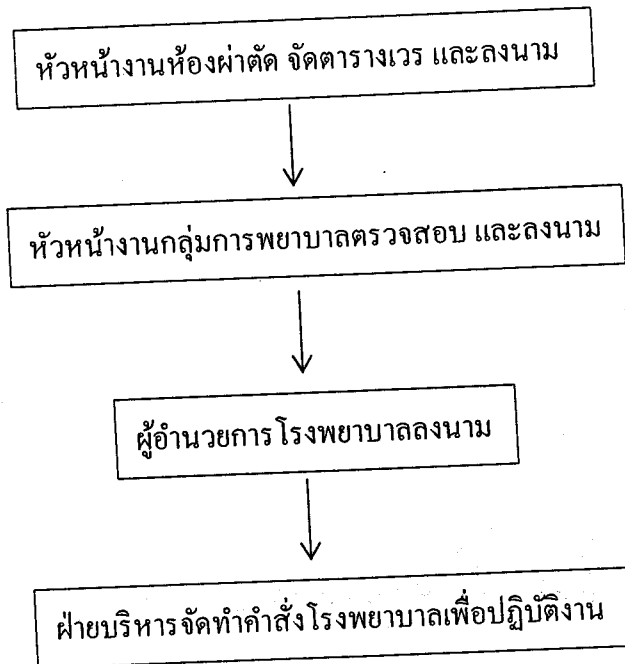 หัวหน้างานห้องผ่าตัด จัดตารางเวร และลงนาม
หัวหน้างานกลุ่มการพยาบาลตรวจสอบ และลงนาม
ผู้อำนวยการโรงพยาบาลลงนาม
ฝ่ายบริหารจัดทำคำสั่งโรงพยาบาลเพื่อปฏิบัติงาน